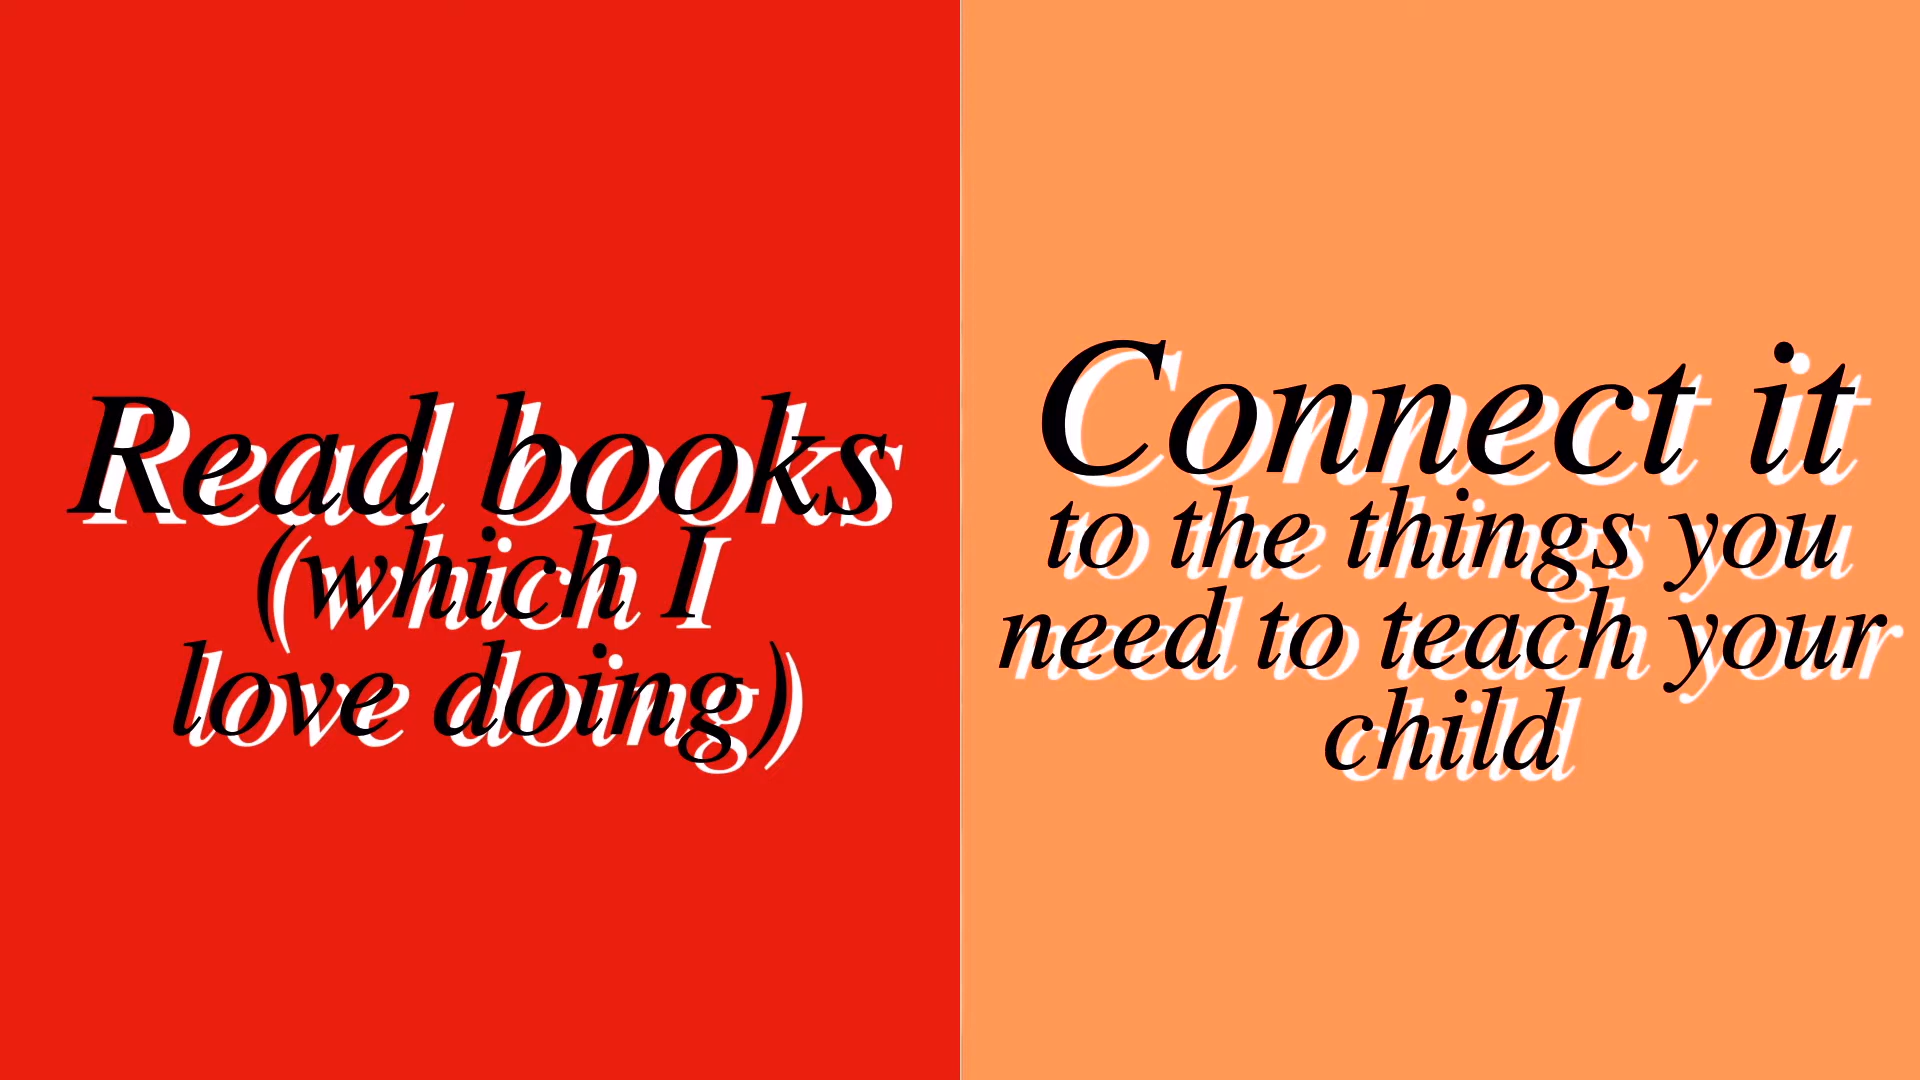 Read books
(which I
love doing)
Connect it
to the things you
need to teach your
child